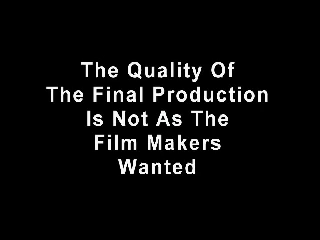 The Quality Of
The Final Production
Is Not As The
Film Makers
Wanted